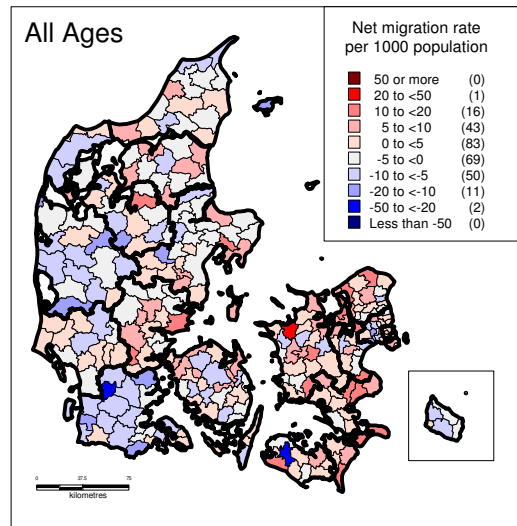 All Ages
Net migration rate
per 1000 population
50 or more (0)
20 to <50 (1)
10 to <20 (16)
5 to <10 (43)
0 to <5 (83)
-5 to <0 (69)
-10 to <-5 (50)
-20 to <-10 (11)
-50 to <-20 (2)
Less than -50 (0)
0 37.5 75
kilometres